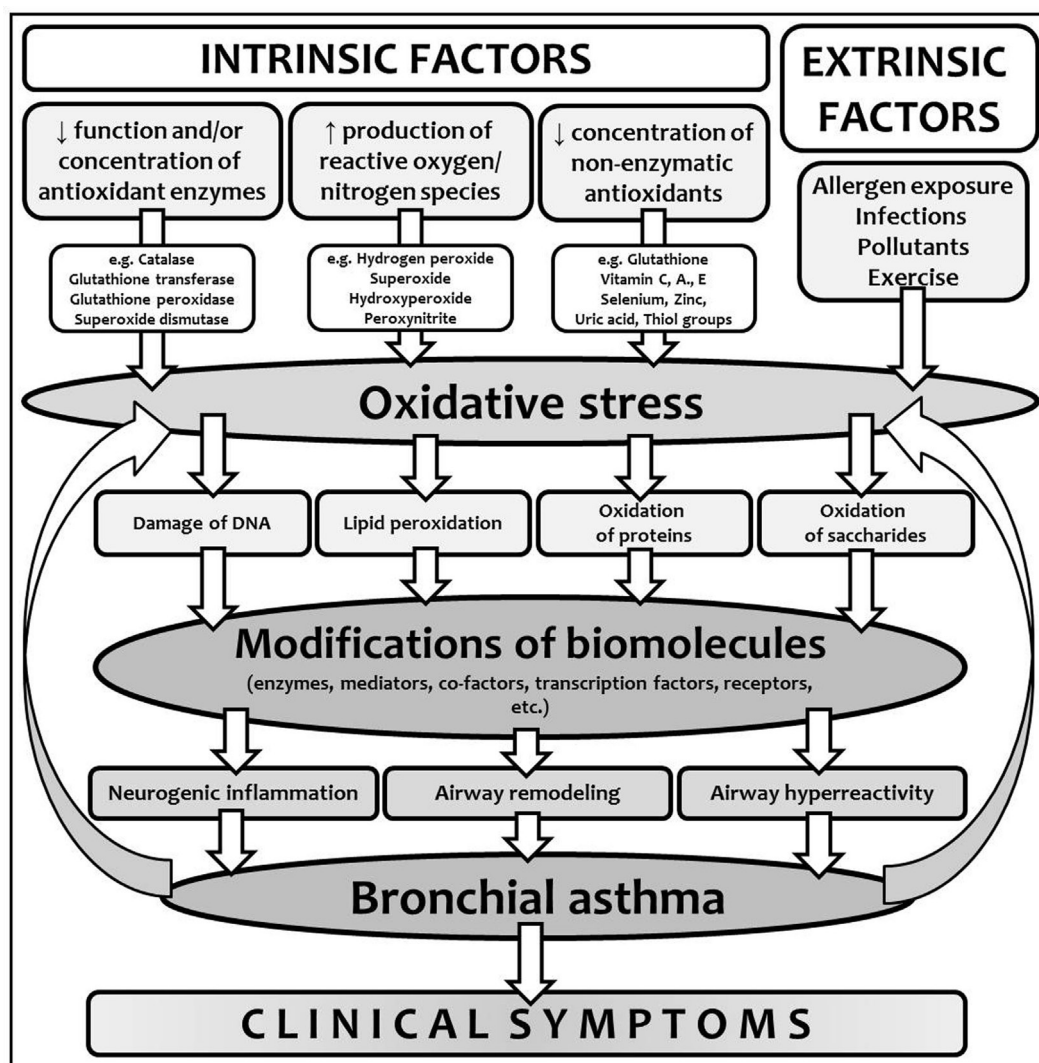 INTRINSIC FACTORS
EXTRINSIC
FACTORS
↓ function and/or
concentration of
antioxidant enzymes
↑ production of
reactive oxygen/
nitrogen species
↓ concentration of
non-enzymatic
antioxidants
Allergen exposure
Infections
Pollutants
Exercise
e.g. Catalase
Glutathione transferase
Glutathione peroxidase
Superoxide dismutase
e.g. Hydrogen peroxide
Superoxide
Hydroxyperoxide
Peroxynitrite
e.g. Glutathione
Vitamin C, A., E
Selenium, Zinc,
Uric acid, Thiol groups
Oxidative stress
Damage of DNA
Lipid peroxidation
Oxidation
of proteins
Oxidation
of saccharides
Modifications of biomolecules
(enzymes, mediators, co-factors, transcription factors, receptors,
etc.)
Neurogenic inflammation
Airway remodeling
Airway hyperreactivity
Bronchial asthma
CLINICAL SYMPTOMS